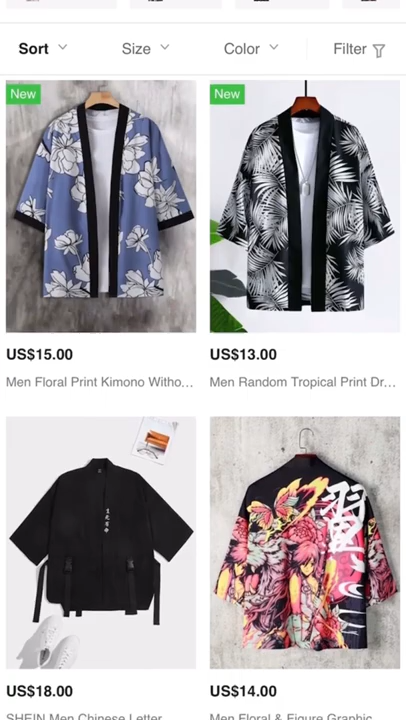 Sort
Size
Color
Filter
New
New
US$15.00
US$13.00
Men Floral Print Kimono Witho...
Men Random Tropical Print Dr...
翼
US$18.00
US$14.00
SHEIN Men Chinese Letter
Men Floral & Figure Graphic